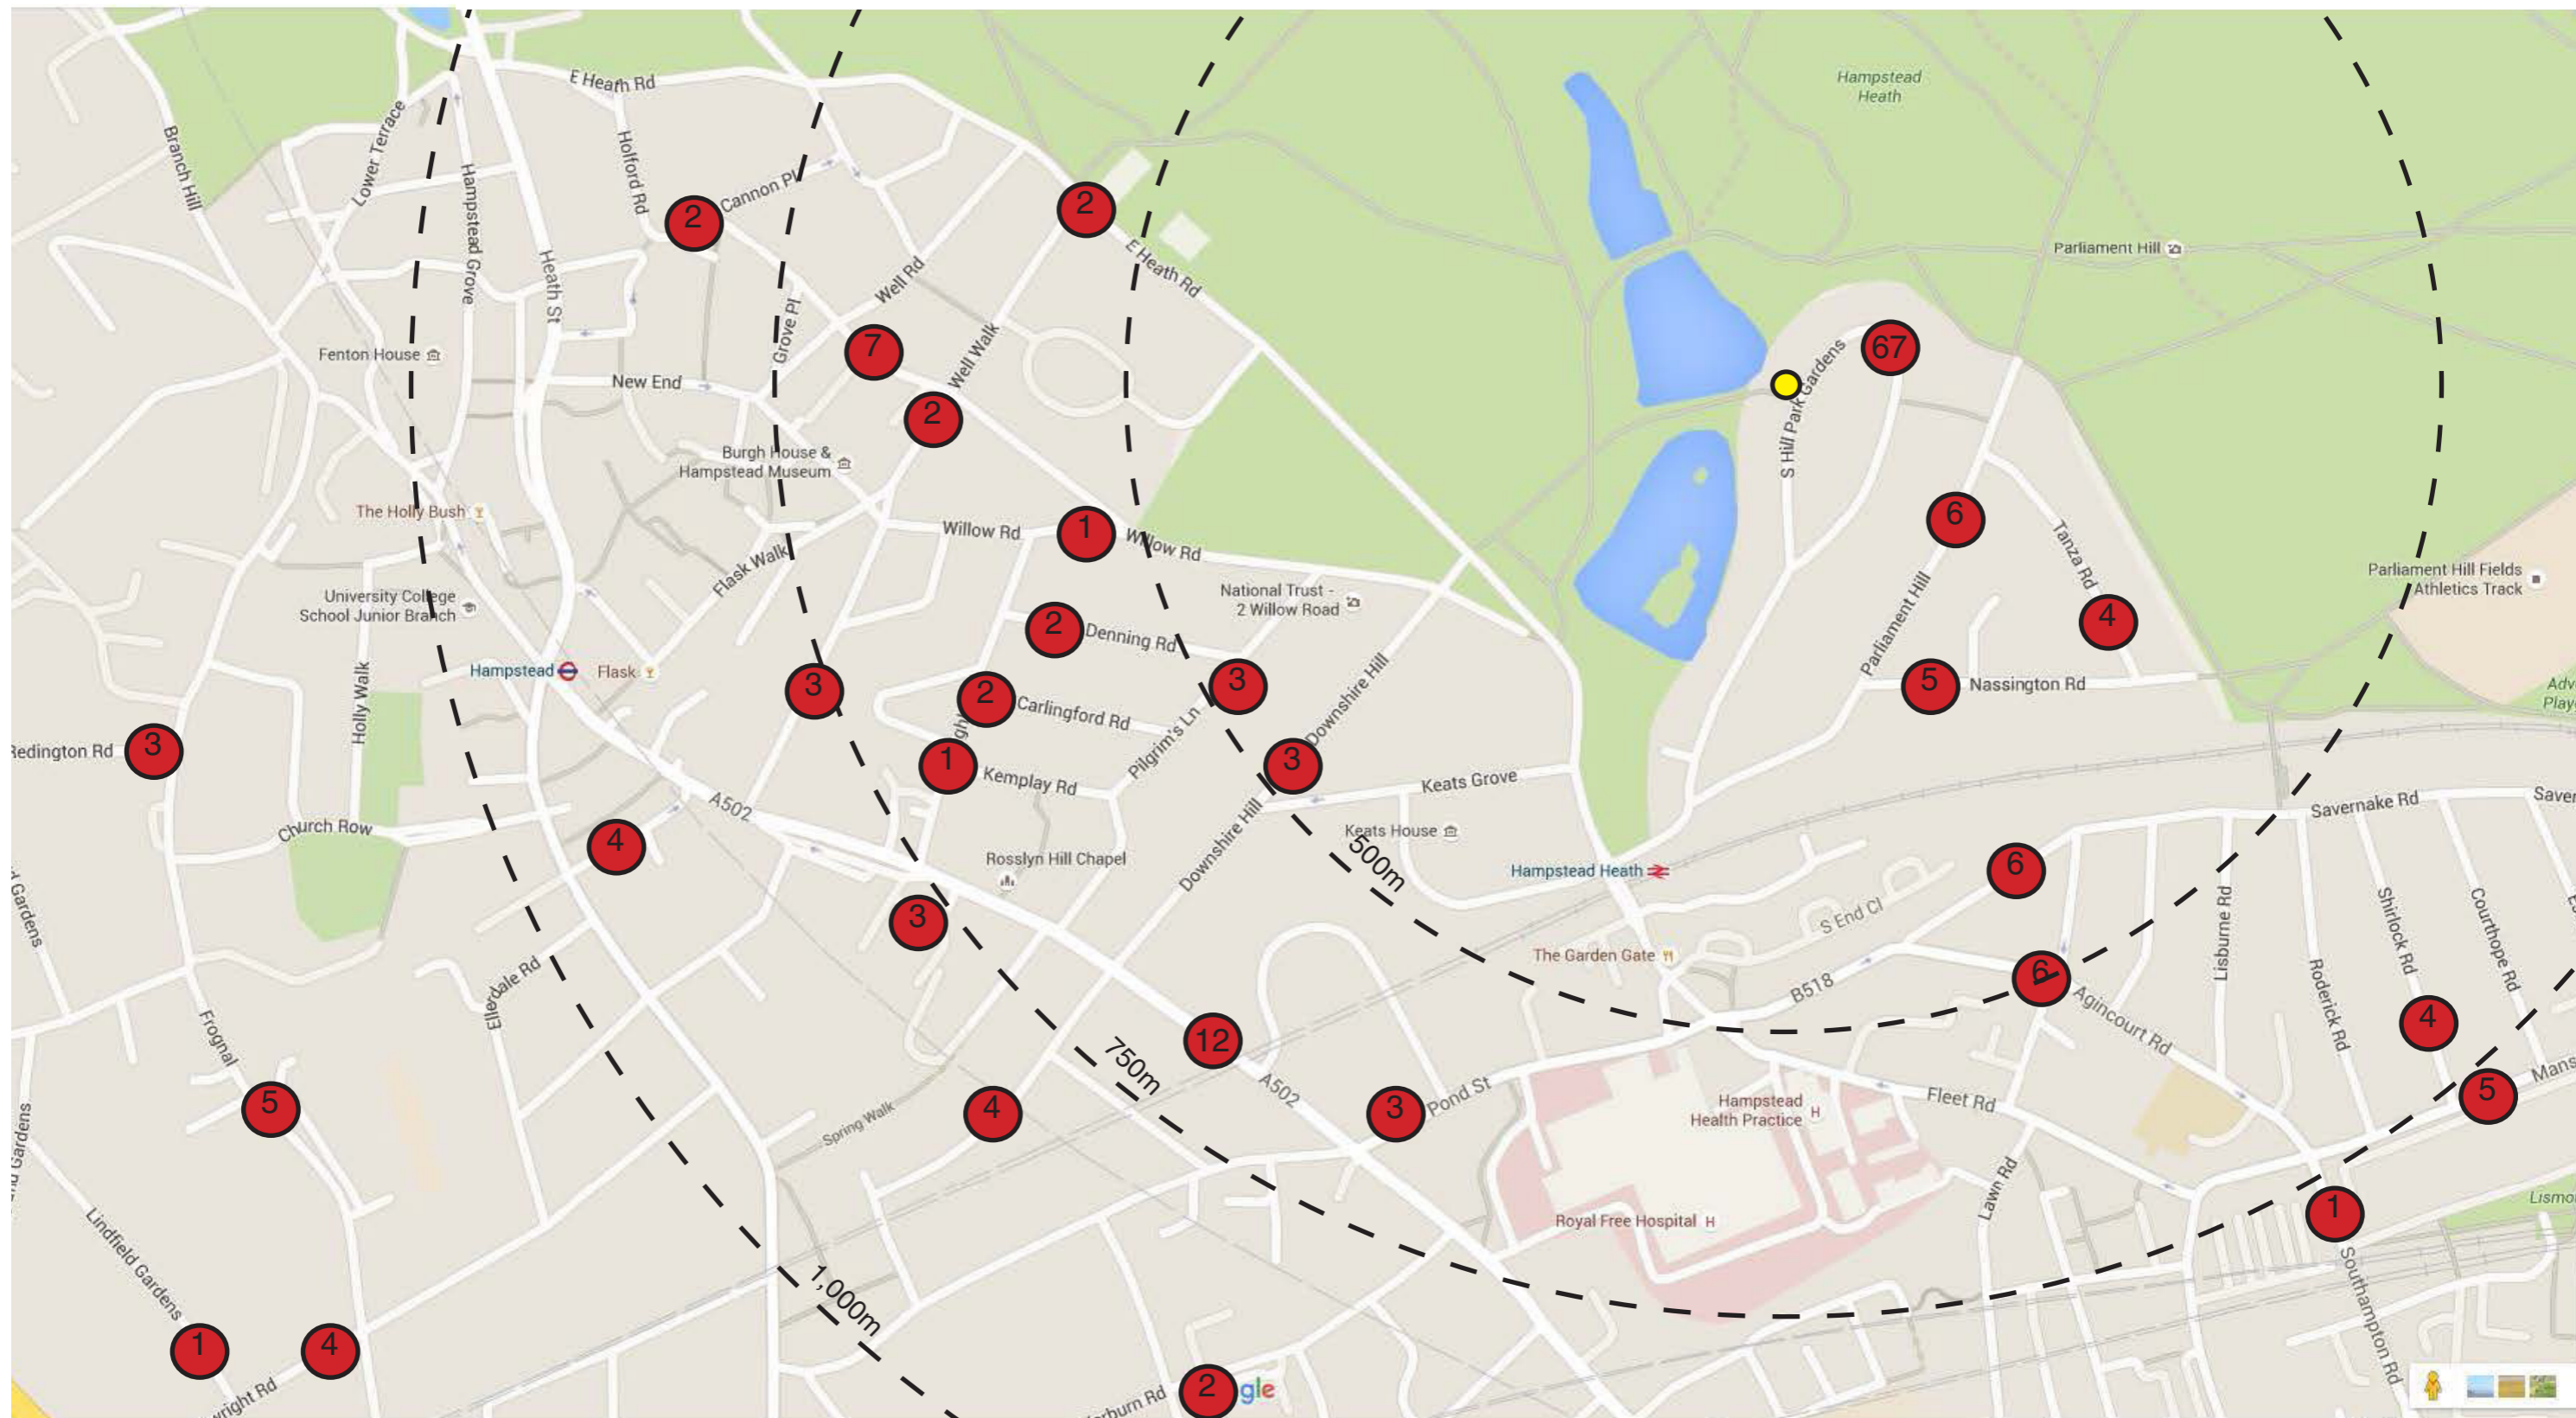 E Heath Rd
Hampstead
Heath
Branch Hill
Lower Terrace
Hampstead Grove
Holford Rd
Cannon Pl
2
2
Heath St
E Heath Rd
Parliament Hill
Well Rd
Grove Pl
Fenton House
7
67
Well Walk
New End
S Hill Park Gardens
2
Burgh House &
Hampstead Museum
The Holly Bush
Willow Rd
1
Willow Rd
6
Tanza Rd
Flask Walk
Parliament Hill Fields
Athletics Track
University College
School Junior Branch
National Trust -
2 Willow Road
2
Denning Rd
Parliament Hill
4
Hampstead
Flask
3
2
Carlingford Rd
3
Downshire Hill
5
Nassington Rd
Holly Walk
Pilgrim's Ln
Redington Rd
3
1
Kemplay Rd
3
Keats Grove
A502
Savernake Rd
Church Row
4
Rosslyn Hill Chapel
Downshire Hill
Keats House
500m
Hampstead Heath
6
3
S End Cl
Lisburne Rd
Shirlock Rd
Courthope Rd
The Garden Gate
Ellerdale Rd
B518
6
Agincourt Rd
Roderick Rd
Frognal
12
750m
4
5
4
Spring Walk
A502
3
Pond St
Hampstead
Health Practice
Fleet Rd
5
Lawn Rd
Royal Free Hospital
1
Lindfield Gardens
1,000m
Southampton Rd
1
4
2
gle